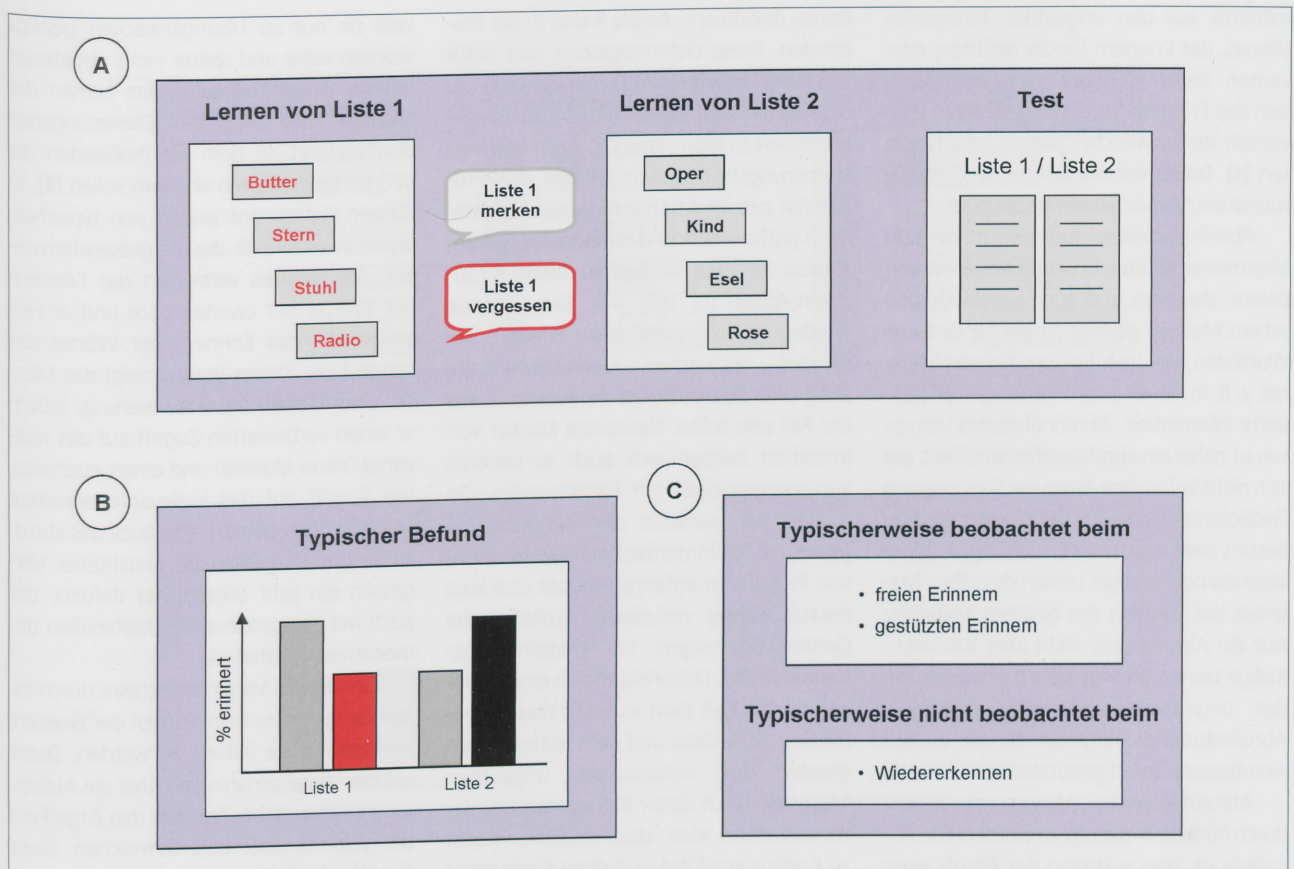 A
Lernen von Liste 1
Butter
Stern
Stuhl
Radio
Liste 1
merken
Liste 1
vergessen
Lernen von Liste 2
Oper
Kind
Esel
Rose
Test
Liste 1 / Liste 2
B
Typischer Befund
% erinnert
Liste 1
Liste 2
C
Typischerweise beobachtet beim
• freien Erinnern
• gestützten Erinnern
Typischerweise nicht beobachtet beim
• Wiedererkennen